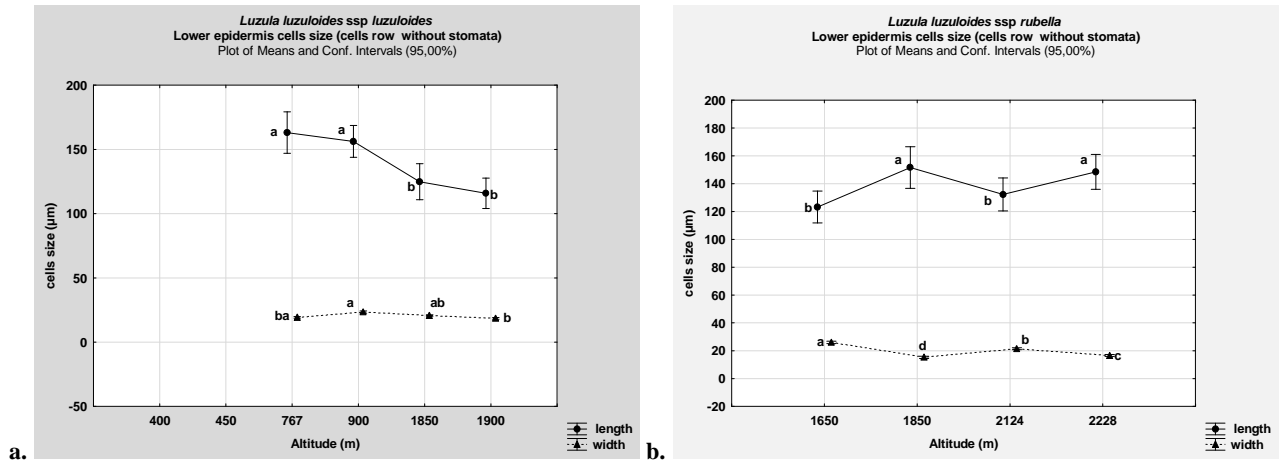 Luzula luzuloides ssp luzuloides
Lower epidermis cells size (cells row without stomata)
Plot of Means and Conf. Intervals (95,00%)
200
150
100
50
0
-50
cells size (µm)
a
a
b
b
ba
a
ab
b
400 450 767 900 1850 1900
Altitude (m)
length
width
a.
Luzula luzuloides ssp rubella
Lower epidermis cells size (cells row without stomata)
Plot of Means and Conf. Intervals (95,00%)
200
180
160
140
120
100
80
60
40
20
0
-20
cells size (µm)
b
a
b
a
a
d
b
c
1650 1850 2124 2228
Altitude (m)
length
width
b.